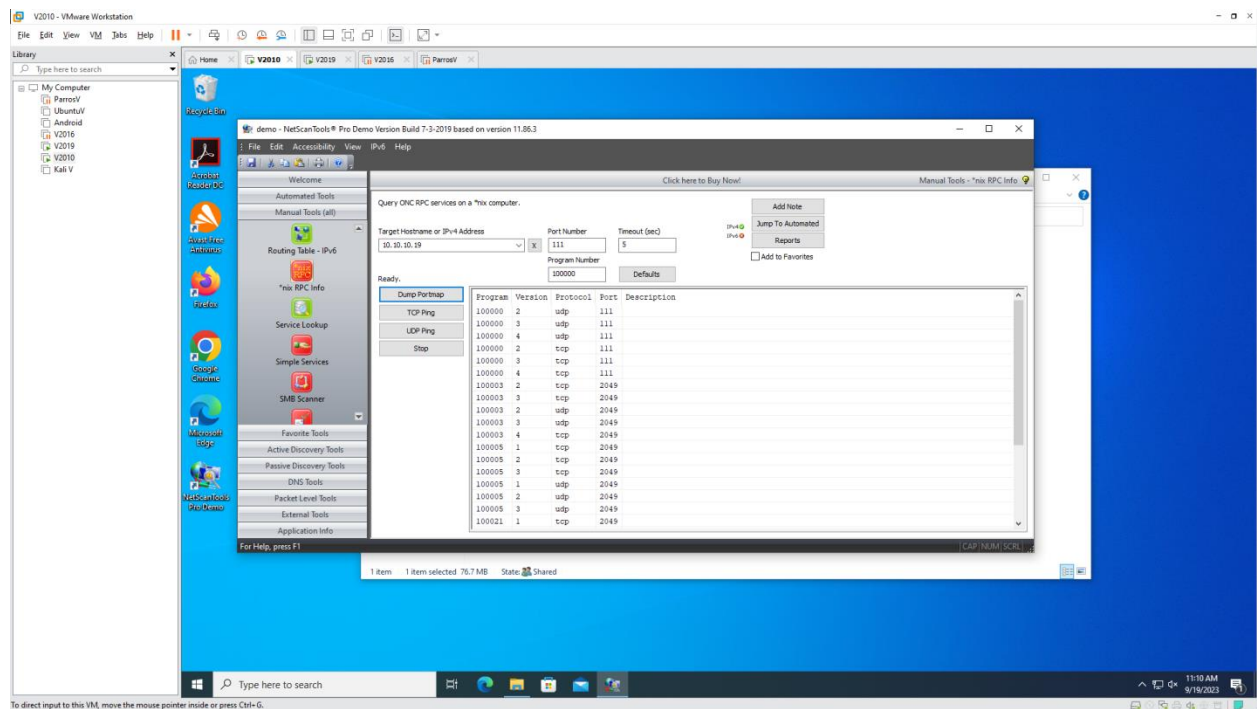 V2010 - VMware Workstation
File Edit View VM Tabs Help
Library
Type here to search
Home V2010 V2019 V2016 ParrosV
My Computer
ParrosV
UbuntuV
Android
V2016
V2019
V2010
Kali V
Recycle Bin
Acrobat
Reader DC
Avast Free
Antivirus
Firefox
Google
Chrome
Microsoft
Edge
NetScanTools
Pro Demo
demo - NetScanTools® Pro Demo Version Build 7-3-2019 based on version 11.86.3
File Edit Accessibility View IPv6 Help
Welcome
Automated Tools
Manual Tools (all)
Routing Table - IPv6
*nix RPC Info
Service Lookup
Simple Services
SMB Scanner
Favorite Tools
Active Discovery Tools
Passive Discovery Tools
DNS Tools
Packet Level Tools
External Tools
Application Info
For Help, press F1
Click here to Buy Now!
Manual Tools - *nix RPC Info
Query ONC RPC services on a *nix computer.
Add Note
Jump To Automated
Reports
Add to Favorites
IPv4
IPv6
Target Hostname or IPv4 Address Port Number Timeout (sec)
10.10.10.19 X 111 5
Program Number
100000 Defaults
Ready.
Dump Portmap
TCP Ping
UDP Ping
Stop
Program Version Protocol Port Description
100000 2 udp 111
100000 3 udp 111
100000 4 udp 111
100000 2 tcp 111
100000 3 tcp 111
100000 4 tcp 111
100003 2 tcp 2049
100003 3 tcp 2049
100003 2 udp 2049
100003 3 udp 2049
100003 4 tcp 2049
100005 1 tcp 2049
100005 2 tcp 2049
100005 3 tcp 2049
100005 1 udp 2049
100005 2 udp 2049
100005 3 udp 2049
100021 1 tcp 2049
CAP NUM SCRL
1 item 1 item selected 76.7 MB State: Shared
Type here to search
11:10 AM
9/19/2023
To direct input to this VM, move the mouse pointer inside or press Ctrl+G.